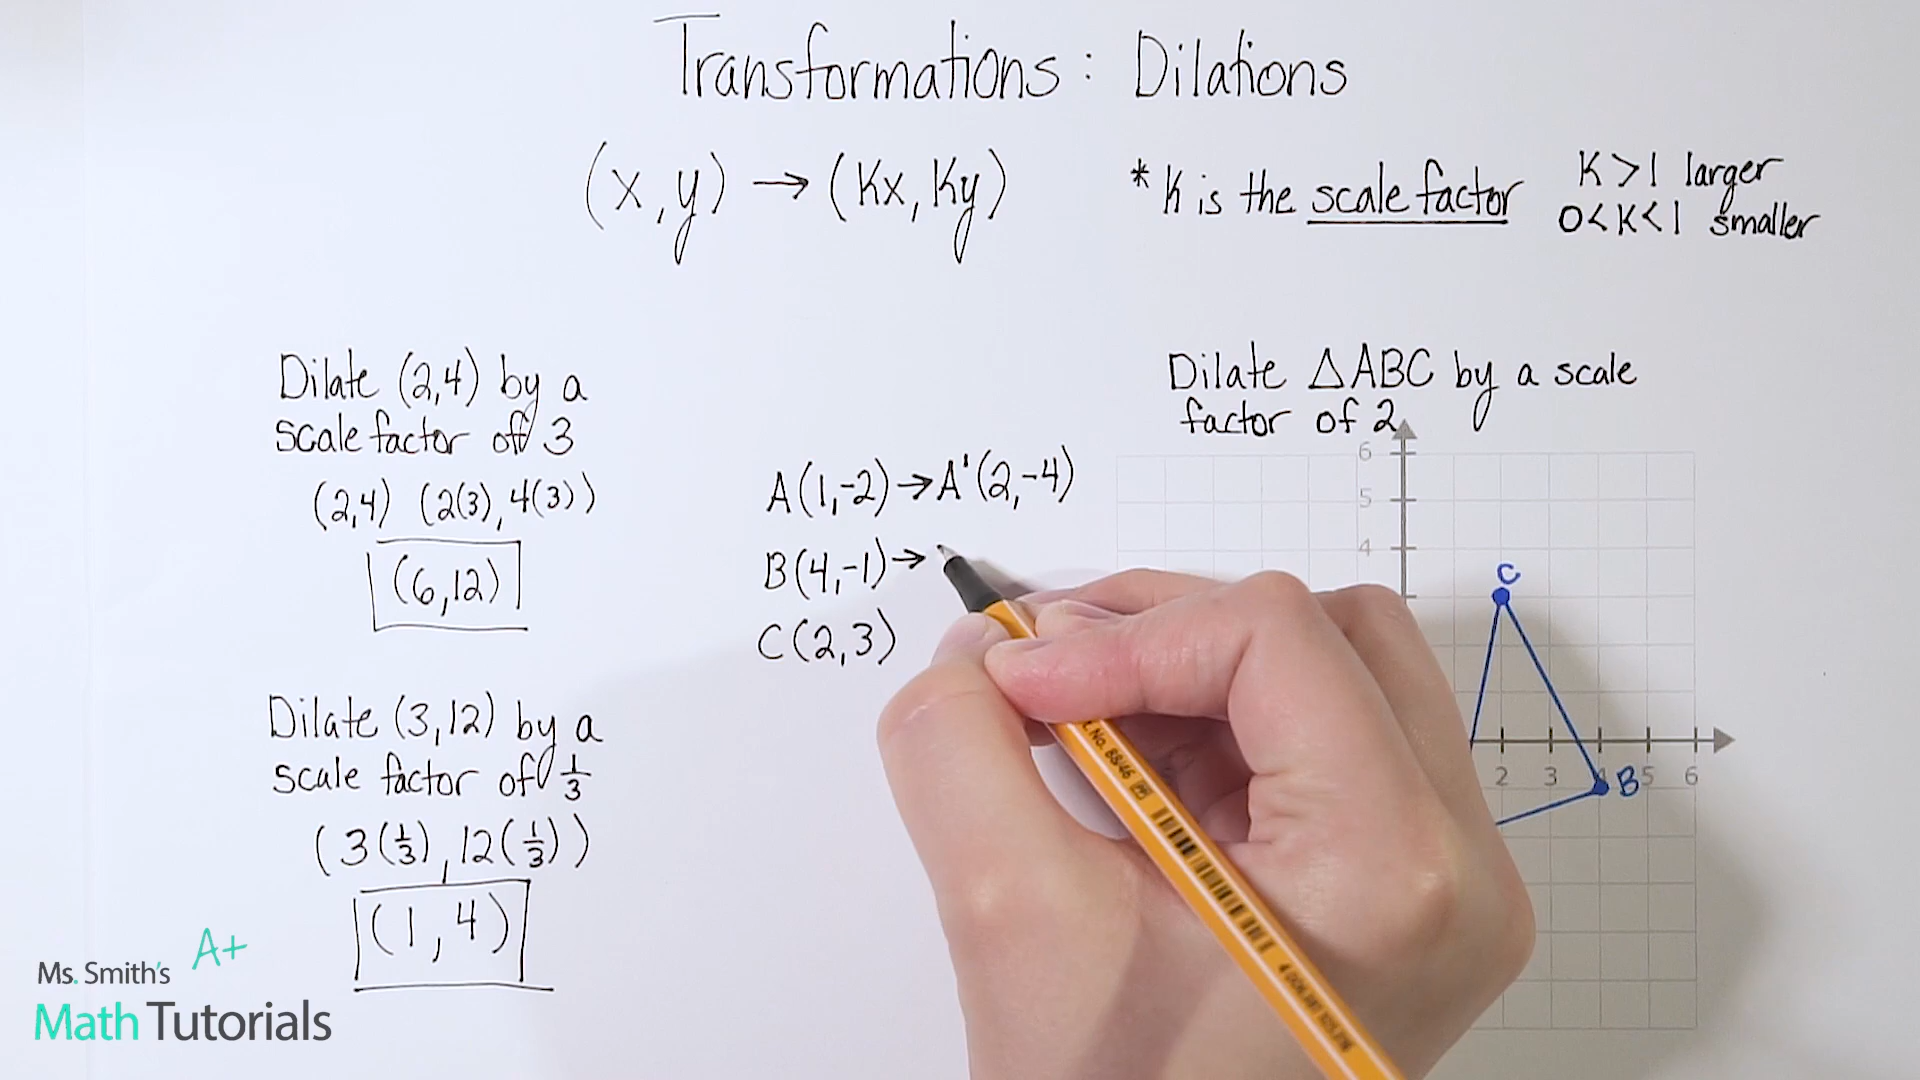 Transformations: Dilations
(x,y) → (Kx, Ky)
* K is the scale factor
K > 1 larger
0 < K < 1 smaller
Dilate (2,4) by a
scale factor of 3
(2,4) (2(3), 4(3))
(6,12)
Dilate (3,12) by a
scale factor of 1/3
(3(1/3), 12(1/3))
(1, 4)
A(1,-2) → A'(2,-4)
B(4,-1) →
C(2,3)
Dilate △ABC by a scale
factor of 2
6
5
4
C
2 3 4 5 6
B
A+
Ms. Smith's
Math Tutorials